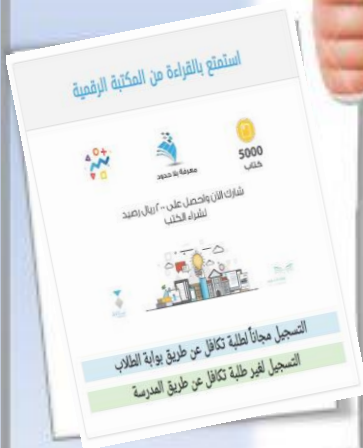 استمتع بالقراءة من المكتبة الرقمية
5000
كتاب
معرفة بلا حدود
شارك الآن واحصل على ٢٠٠ ريال رصيد
لشراء الكتب
التسجيل مجاناً لطلبة تكافل عن طريق بوابة الطلاب
التسجيل لغير طلبة تكافل عن طريق المدرسة